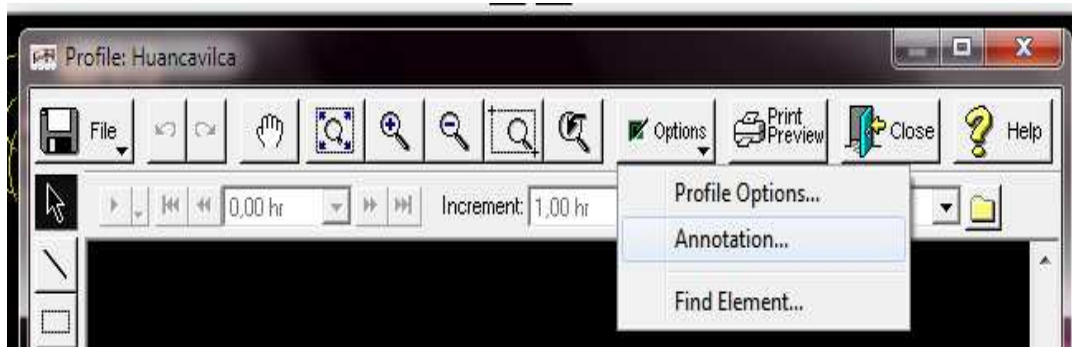 Profile: Huancavilca
File
Options
Print
Preview
Close
Help
0,00 hr
Increment: 1,00 hr
Profile Options...
Annotation...
Find Element...